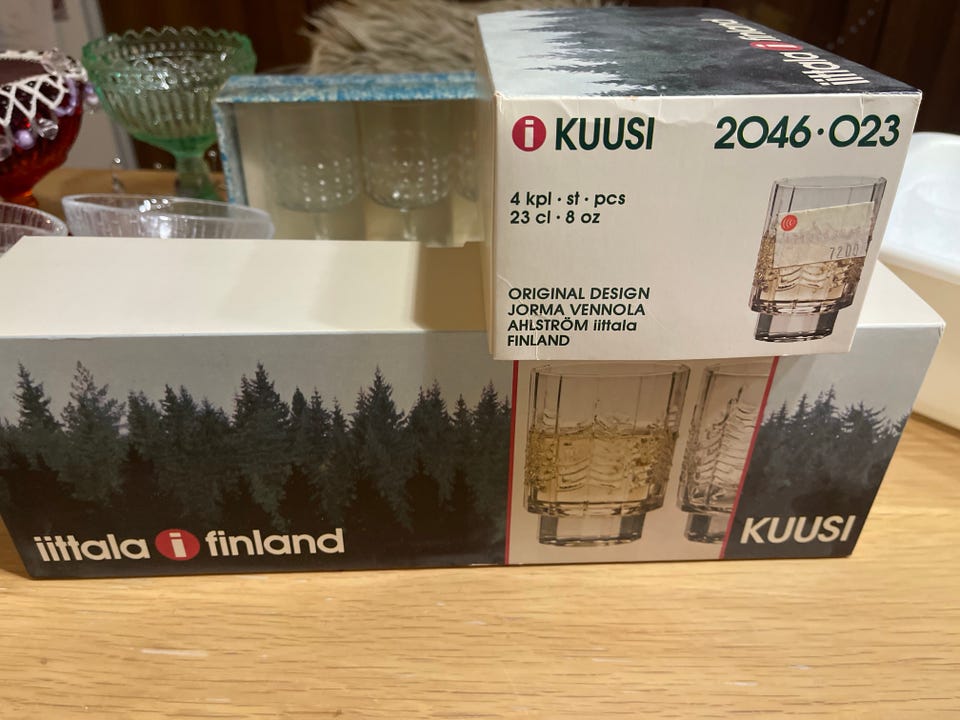 iittala i finland
i KUUSI 2046·023
4 kpl · st · pcs
23 cl · 8 oz
7200
ORIGINAL DESIGN
JORMA VENNOLA
AHLSTRÖM iittala
FINLAND
iittala i finland
KUUSI